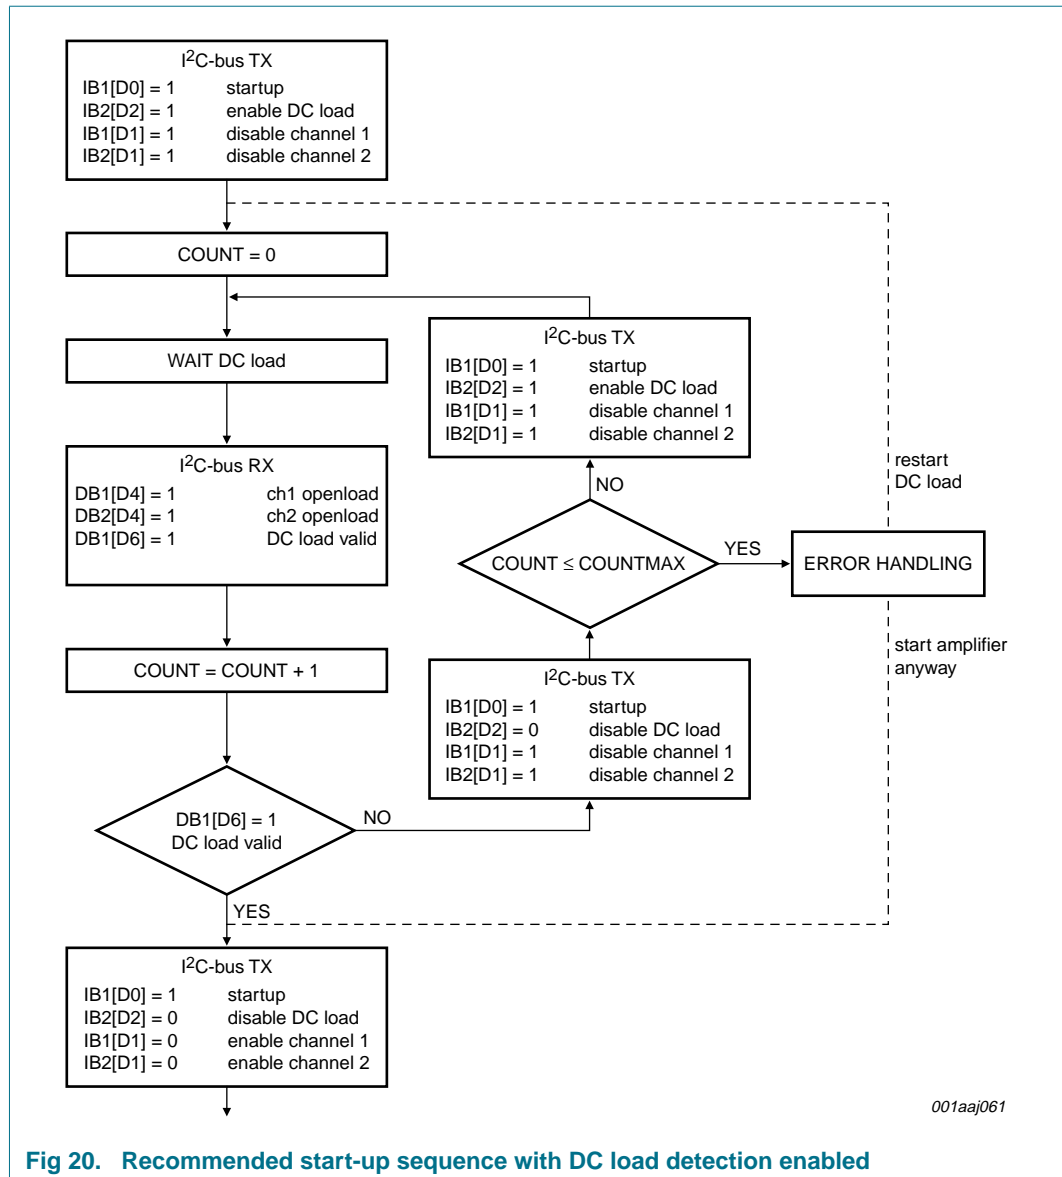 I²C-bus TX
IB1[D0] = 1 startup
IB2[D2] = 1 enable DC load
IB1[D1] = 1 disable channel 1
IB2[D1] = 1 disable channel 2
COUNT = 0
WAIT DC load
I²C-bus RX
DB1[D4] = 1 ch1 openload
DB2[D4] = 1 ch2 openload
DB1[D6] = 1 DC load valid
COUNT = COUNT + 1
DB1[D6] = 1
DC load valid
NO
YES
I²C-bus TX
IB1[D0] = 1 startup
IB2[D2] = 0 disable DC load
IB1[D1] = 0 enable channel 1
IB2[D1] = 0 enable channel 2
I²C-bus TX
IB1[D0] = 1 startup
IB2[D2] = 1 enable DC load
IB1[D1] = 1 disable channel 1
IB2[D1] = 1 disable channel 2
NO
COUNT ≤ COUNTMAX
YES
I²C-bus TX
IB1[D0] = 1 startup
IB2[D2] = 0 disable DC load
IB1[D1] = 1 disable channel 1
IB2[D1] = 1 disable channel 2
restart
DC load
ERROR HANDLING
start amplifier
anyway
001aaj061
Fig 20. Recommended start-up sequence with DC load detection enabled